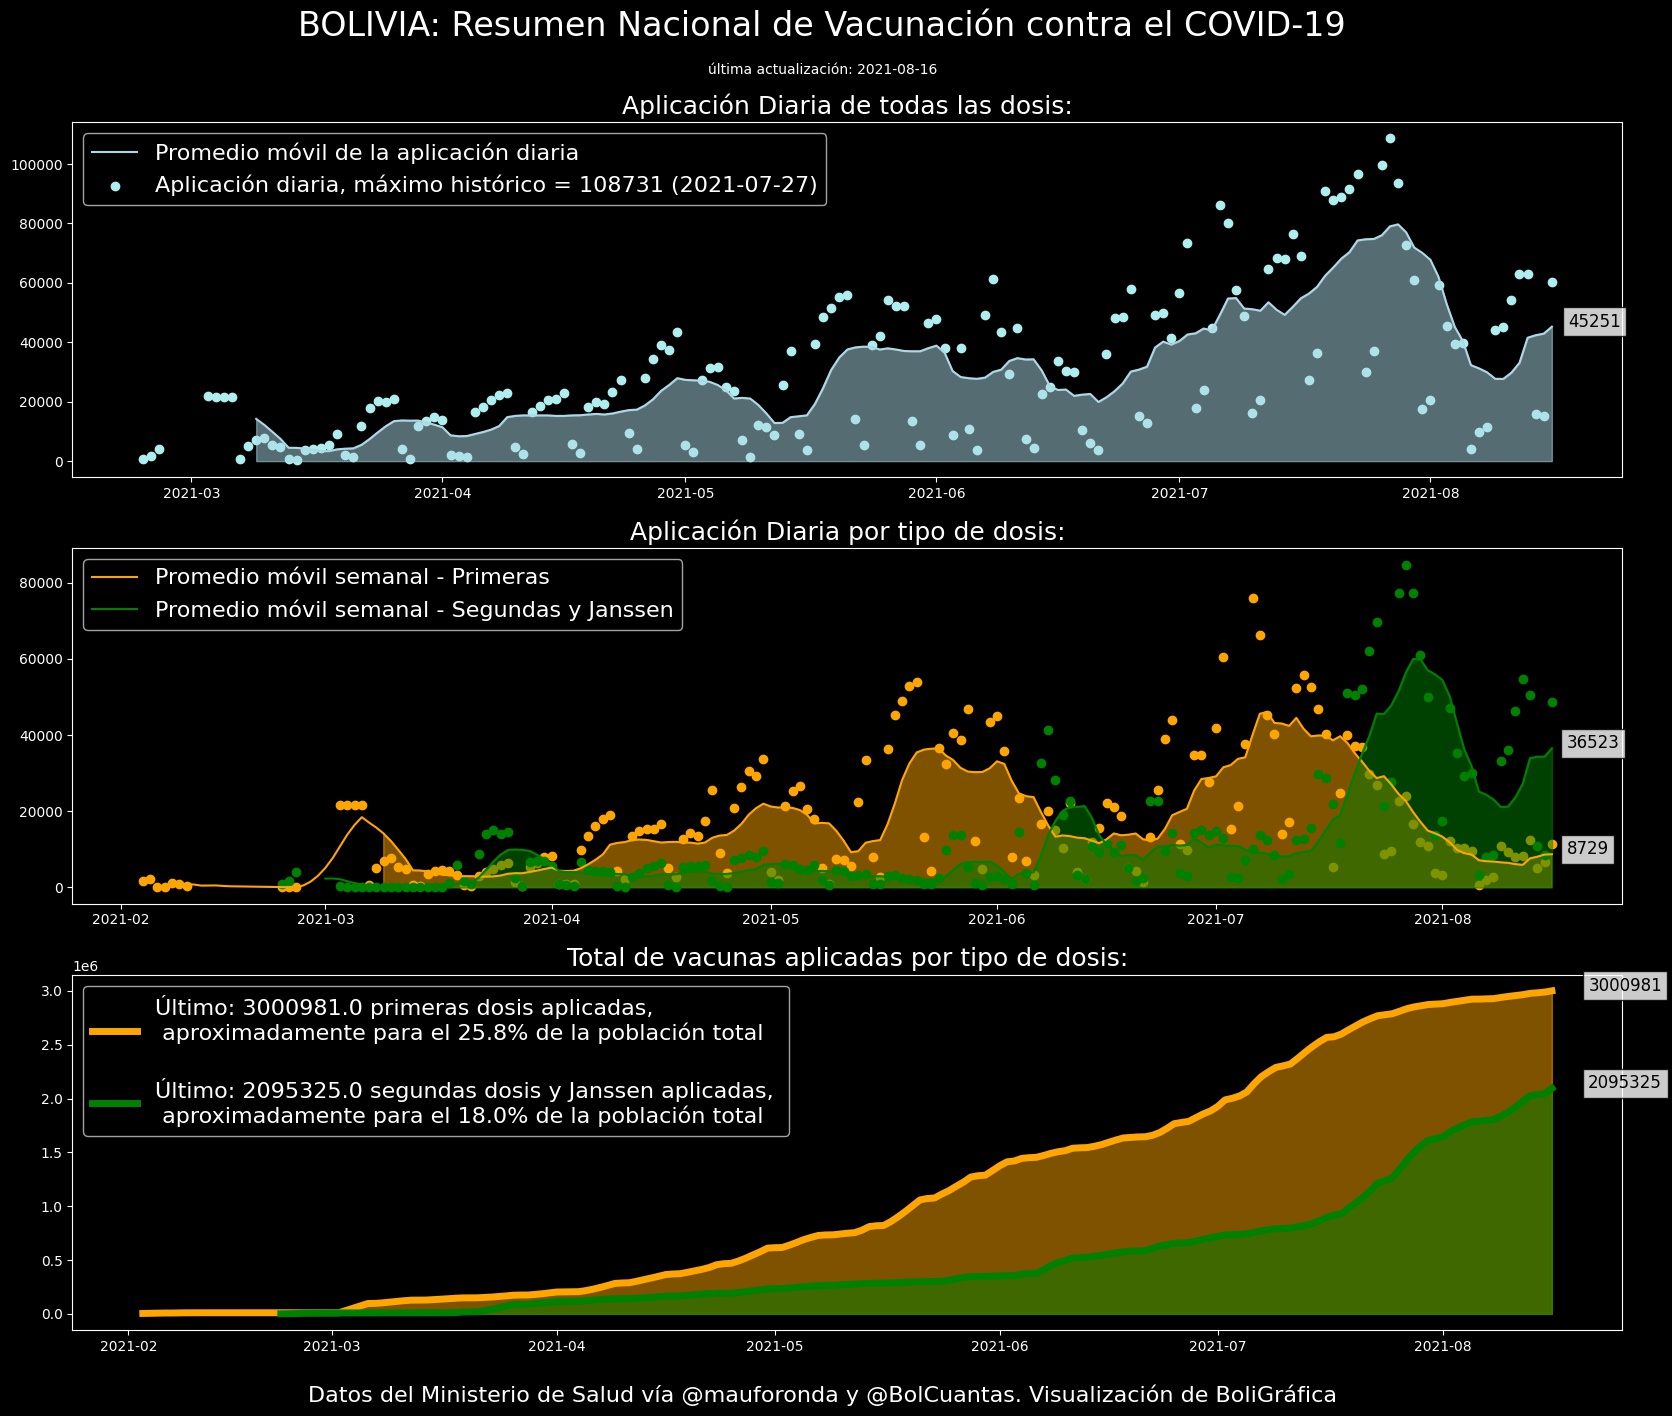 BOLIVIA: Resumen Nacional de Vacunación contra el COVID-19
última actualización: 2021-08-16
Aplicación Diaria de todas las dosis:
Promedio móvil de la aplicación diaria
Aplicación diaria, máximo histórico = 108731 (2021-07-27)
100000
80000
60000
40000
20000
0
45251
2021-03
2021-04
2021-05
2021-06
2021-07
2021-08
Aplicación Diaria por tipo de dosis:
Promedio móvil semanal - Primeras
Promedio móvil semanal - Segundas y Janssen
80000
60000
40000
20000
0
36523
8729
2021-02
2021-03
2021-04
2021-05
2021-06
2021-07
2021-08
Total de vacunas aplicadas por tipo de dosis:
1e6
Último: 3000981.0 primeras dosis aplicadas,
aproximadamente para el 25.8% de la población total
Último: 2095325.0 segundas dosis y Janssen aplicadas,
aproximadamente para el 18.0% de la población total
3.0
2.5
2.0
1.5
1.0
0.5
0.0
3000981
2095325
2021-02
2021-03
2021-04
2021-05
2021-06
2021-07
2021-08
Datos del Ministerio de Salud vía @mauforonda y @BolCuantas. Visualización de BoliGráfica